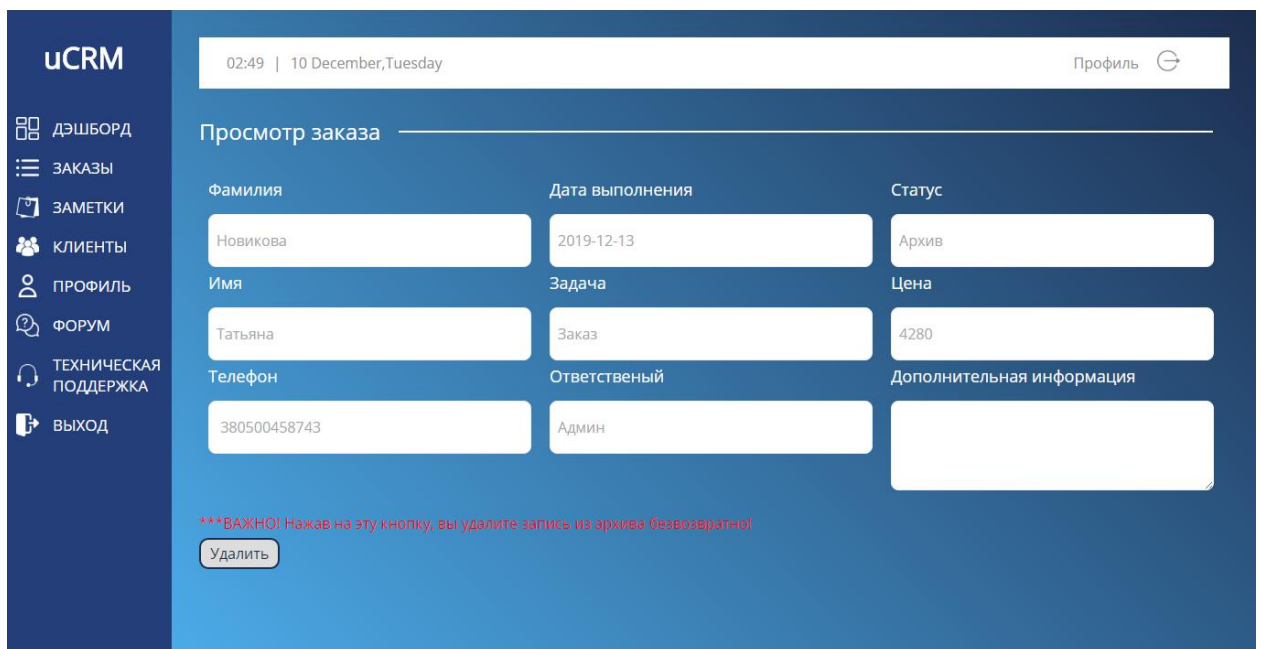 uCRM
ДЭШБОРД
ЗАКАЗЫ
ЗАМЕТКИ
КЛИЕНТЫ
ПРОФИЛЬ
ФОРУМ
ТЕХНИЧЕСКАЯ
ПОДДЕРЖКА
ВЫХОД
02:49 | 10 December,Tuesday
Профиль
Просмотр заказа
Фамилия
Дата выполнения
Статус
Новикова
2019-12-13
Архив
Имя
Задача
Цена
Татьяна
Заказ
4280
Телефон
Ответственый
Дополнительная информация
380500458743
Админ
***ВАЖНО! Нажав на эту кнопку, вы удалите запись из архива безвозвратно!
Удалить